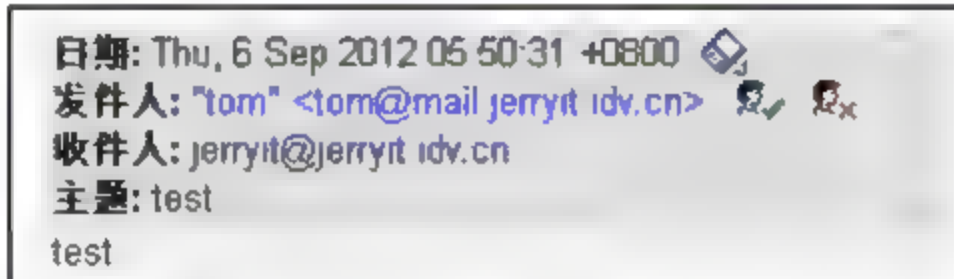 日期: Thu, 6 Sep 2012 05 50:31 +0800
发件人: "tom" <tom@mail jerryit idv.cn>
收件人: jerryit@jerryit idv.cn
主题: test
test